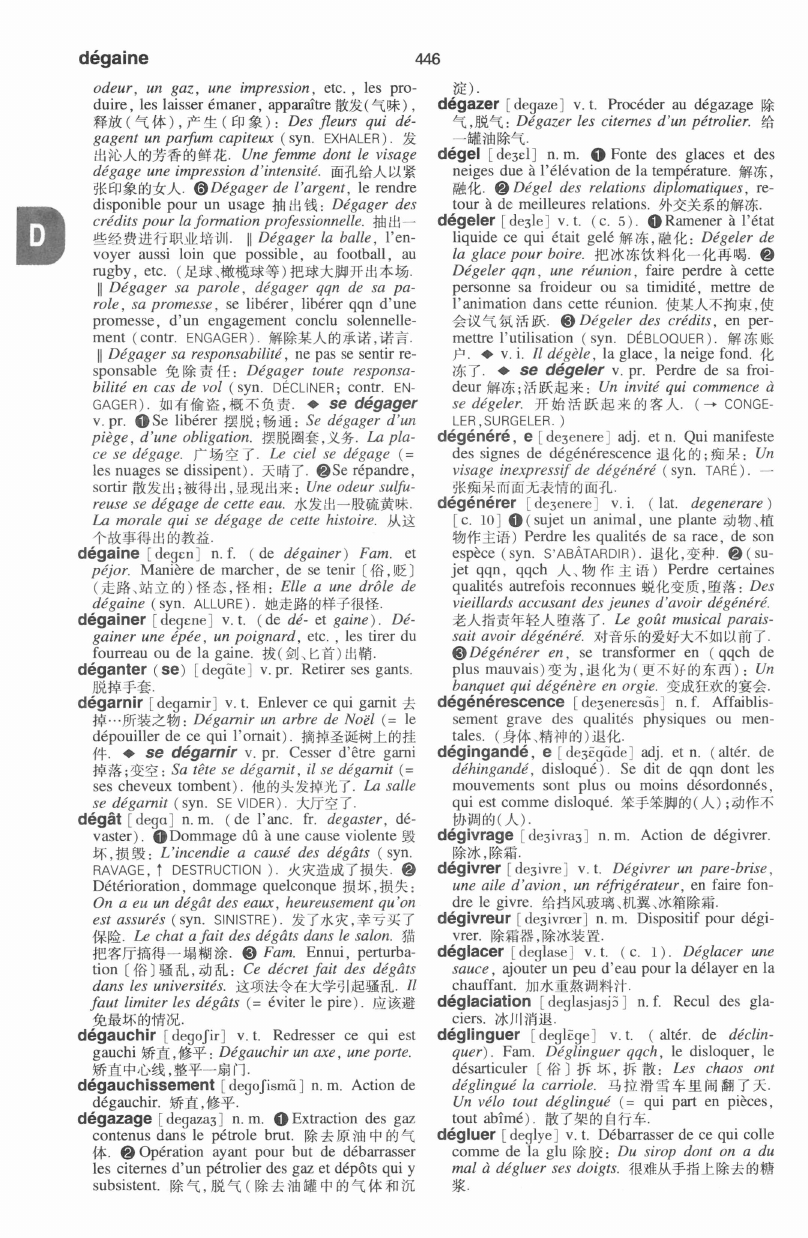 dégaine
446
odeur, un gaz, une impression, etc. , les pro-
duire, les laisser émaner, apparaître 散发(气味),
释放(气体),产生(印象): Des fleurs qui dé-
gagent un parfum capiteux (syn. EXHALER). 发
出沁人的芳香的鲜花. Une femme dont le visage
dégage une impression d'intensité. 面孔给人以紧
张印象的女人. ❻ Dégager de l'argent, le rendre
disponible pour un usage 抽出钱: Dégager des
crédits pour la formation professionnelle. 抽出一
些经费进行职业培训. ‖ Dégager la balle, l'en-
voyer aussi loin que possible, au football, au
rugby, etc. (足球、橄榄球等)把球大脚开出本场.
‖ Dégager sa parole, dégager qqn de sa pa-
role, sa promesse, se libérer, libérer qqn d'une
promesse, d'un engagement conclu solennelle-
ment (contr. ENGAGER). 解除某人的承诺,诺言.
‖ Dégager sa responsabilité, ne pas se sentir re-
sponsable 免除责任: Dégager toute responsa-
bilité en cas de vol (syn. DÉCLINER; contr. EN-
GAGER). 如有偷盗,概不负责. ◆ se dégager
v. pr. ❶ Se libérer 摆脱;畅通: Se dégager d'un
piège, d'une obligation. 摆脱圈套,义务. La pla-
ce se dégage. 广场空了. Le ciel se dégage (=
les nuages se dissipent). 天晴了. ❷ Se répandre,
sortir 散发出;被得出,显现出来: Une odeur sulfu-
reuse se dégage de cette eau. 水发出一股硫黄味.
La morale qui se dégage de cette histoire. 从这
个故事得出的教益.
dégaine [degɛn] n. f. (de dégainer) Fam. et
péjor. Manière de marcher, de se tenir [俗,贬]
(走路、站立的)怪态,怪相: Elle a une drôle de
dégaine (syn. ALLURE). 她走路的样子很怪.
dégainer [degɛne] v. t. (de dé- et gaine). Dé-
gainer une épée, un poignard, etc. , les tirer du
fourreau ou de la gaine. 拔(剑、匕首)出鞘.
déganter (se) [degɑ̃te] v. pr. Retirer ses gants.
脱掉手套.
dégarnir [degarnir] v. t. Enlever ce qui garnit 去
掉…所装之物: Dégarnir un arbre de Noël (= le
dépouiller de ce qui l'ornait). 摘掉圣诞树上的挂
件. ◆ se dégarnir v. pr. Cesser d'être garni
掉落;变空: Sa tête se dégarnit, il se dégarnit (=
ses cheveux tombent). 他的头发掉光了. La salle
se dégarnit (syn. SE VIDER). 大厅空了.
dégât [dega] n. m. (de l'anc. fr. degaster, dé-
vaster). ❶ Dommage dû à une cause violente 毁
坏,损毁: L'incendie a causé des dégâts (syn.
RAVAGE, ↑ DESTRUCTION ). 火灾造成了损失. ❷
Détérioration, dommage quelconque 损坏,损失:
On a eu un dégât des eaux, heureusement qu'on
est assurés (syn. SINISTRE). 发了水灾,幸亏买了
保险. Le chat a fait des dégâts dans le salon. 猫
把客厅搞得一塌糊涂. ❸ Fam. Ennui, perturba-
tion [俗]骚乱,动乱: Ce décret fait des dégâts
dans les universités. 这项法令在大学引起骚乱. Il
faut limiter les dégâts (= éviter le pire). 应该避
免最坏的情况.
dégauchir [degoʃir] v. t. Redresser ce qui est
gauchi 矫直,修平: Dégauchir un axe, une porte.
矫直中心线,整平一扇门.
dégauchissement [degoʃismɑ̃] n. m. Action de
dégauchir. 矫直,修平.
dégazage [degazaʒ] n. m. ❶ Extraction des gaz
contenus dans le pétrole brut. 除去原油中的气
体. ❷ Opération ayant pour but de débarrasser
les citernes d'un pétrolier des gaz et dépôts qui y
subsistent. 除气,脱气(除去油罐中的气体和沉
淀).
dégazer [degaze] v. t. Procéder au dégazage 除
气,脱气: Dégazer les citernes d'un pétrolier. 给
一罐油除气.
dégel [deʒɛl] n. m. ❶ Fonte des glaces et des
neiges due à l'élévation de la température. 解冻,
融化. ❷ Dégel des relations diplomatiques, re-
tour à de meilleures relations. 外交关系的解冻.
dégeler [deʒle] v. t. (c. 5). ❶ Ramener à l'état
liquide ce qui était gelé 解冻,融化: Dégeler de
la glace pour boire. 把冰冻饮料化一化再喝. ❷
Dégeler qqn, une réunion, faire perdre à cette
personne sa froideur ou sa timidité, mettre de
l'animation dans cette réunion. 使某人不拘束,使
会议气氛活跃. ❸ Dégeler des crédits, en per-
mettre l'utilisation (syn. DÉBLOQUER). 解冻账
户. ◆ v. i. Il dégèle, la glace, la neige fond. 化
冻了. ◆ se dégeler v. pr. Perdre de sa froi-
deur 解冻;活跃起来: Un invité qui commence à
se dégeler. 开始活跃起来的客人. (→ CONGE-
LER,SURGELER. )
dégénéré, e [deʒenere] adj. et n. Qui manifeste
des signes de dégénérescence 退化的;痴呆: Un
visage inexpressif de dégénéré (syn. TARÉ). 一
张痴呆而面无表情的面孔.
dégénérer [deʒenere] v. i. (lat. degenerare)
[c. 10] ❶ (sujet un animal, une plante 动物、植
物作主语) Perdre les qualités de sa race, de son
espèce (syn. S'ABÂTARDIR). 退化,变种. ❷ (su-
jet qqn, qqch 人、物作主语) Perdre certaines
qualités autrefois reconnues 蜕化变质,堕落: Des
vieillards accusant des jeunes d'avoir dégénéré.
老人指责年轻人堕落了. Le goût musical parais-
sait avoir dégénéré. 对音乐的爱好大不如以前了.
❸ Dégénérer en, se transformer en (qqch de
plus mauvais)变为,退化为(更不好的东西): Un
banquet qui dégénère en orgie. 变成狂欢的宴会.
dégénérescence [deʒeneresɑ̃s] n. f. Affaiblis-
sement grave des qualités physiques ou men-
tales. (身体、精神的)退化.
dégingandé, e [deʒɛ̃gɑ̃de] adj. et n. (altér. de
déhingandé, disloqué). Se dit de qqn dont les
mouvements sont plus ou moins désordonnés,
qui est comme disloqué. 笨手笨脚的(人);动作不
协调的(人).
dégivrage [deʒivraʒ] n. m. Action de dégivrer.
除冰,除霜.
dégivrer [deʒivre] v. t. Dégivrer un pare-brise,
une aile d'avion, un réfrigérateur, en faire fon-
dre le givre. 给挡风玻璃、机翼、冰箱除霜.
dégivreur [deʒivrœr] n. m. Dispositif pour dégi-
vrer. 除霜器,除冰装置.
déglacer [deglase] v. t. (c. 1). Déglacer une
sauce, ajouter un peu d'eau pour la délayer en la
chauffant. 加水重熬调料汁.
déglaciation [deglasjasjɔ̃] n. f. Recul des gla-
ciers. 冰川消退.
déglinguer [deglɛ̃ge] v. t. (altér. de déclin-
quer). Fam. Déglinguer qqch, le disloquer, le
désarticuler [俗]拆坏,拆散: Les chaos ont
déglingué la carriole. 马拉滑雪车里闹翻了天.
Un vélo tout déglingué (= qui part en pièces,
tout abîmé). 散了架的自行车.
dégluer [deglye] v. t. Débarrasser de ce qui colle
comme de la glu 除胶: Du sirop dont on a du
mal à dégluer ses doigts. 很难从手指上除去的糖
浆.
D